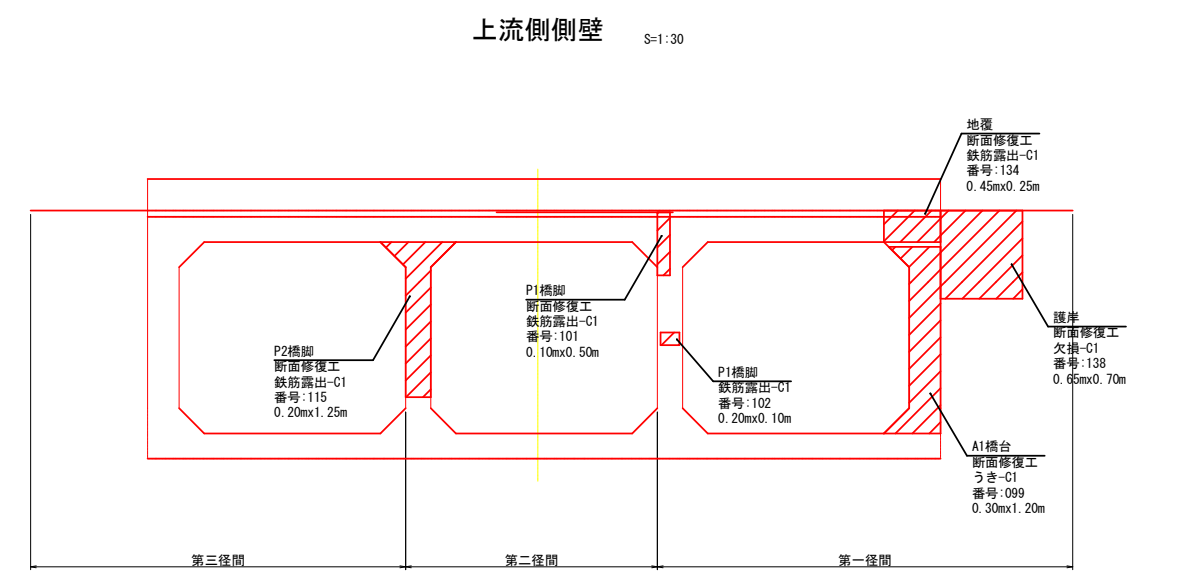 上流側側壁
S=1:30
地覆
断面修復工
鉄筋露出-C1
番号:134
0.45mx0.25m
P1橋脚
断面修復工
鉄筋露出-C1
番号:101
0.10mx0.50m
護岸
断面修復工
欠損-C1
番号:138
0.65mx0.70m
P2橋脚
断面修復工
鉄筋露出-C1
番号:115
0.20mx1.25m
P1橋脚
鉄筋露出-C1
番号:102
0.20mx0.10m
A1橋台
断面修復工
うき-C1
番号:099
0.30mx1.20m
第三径間
第二径間
第一径間